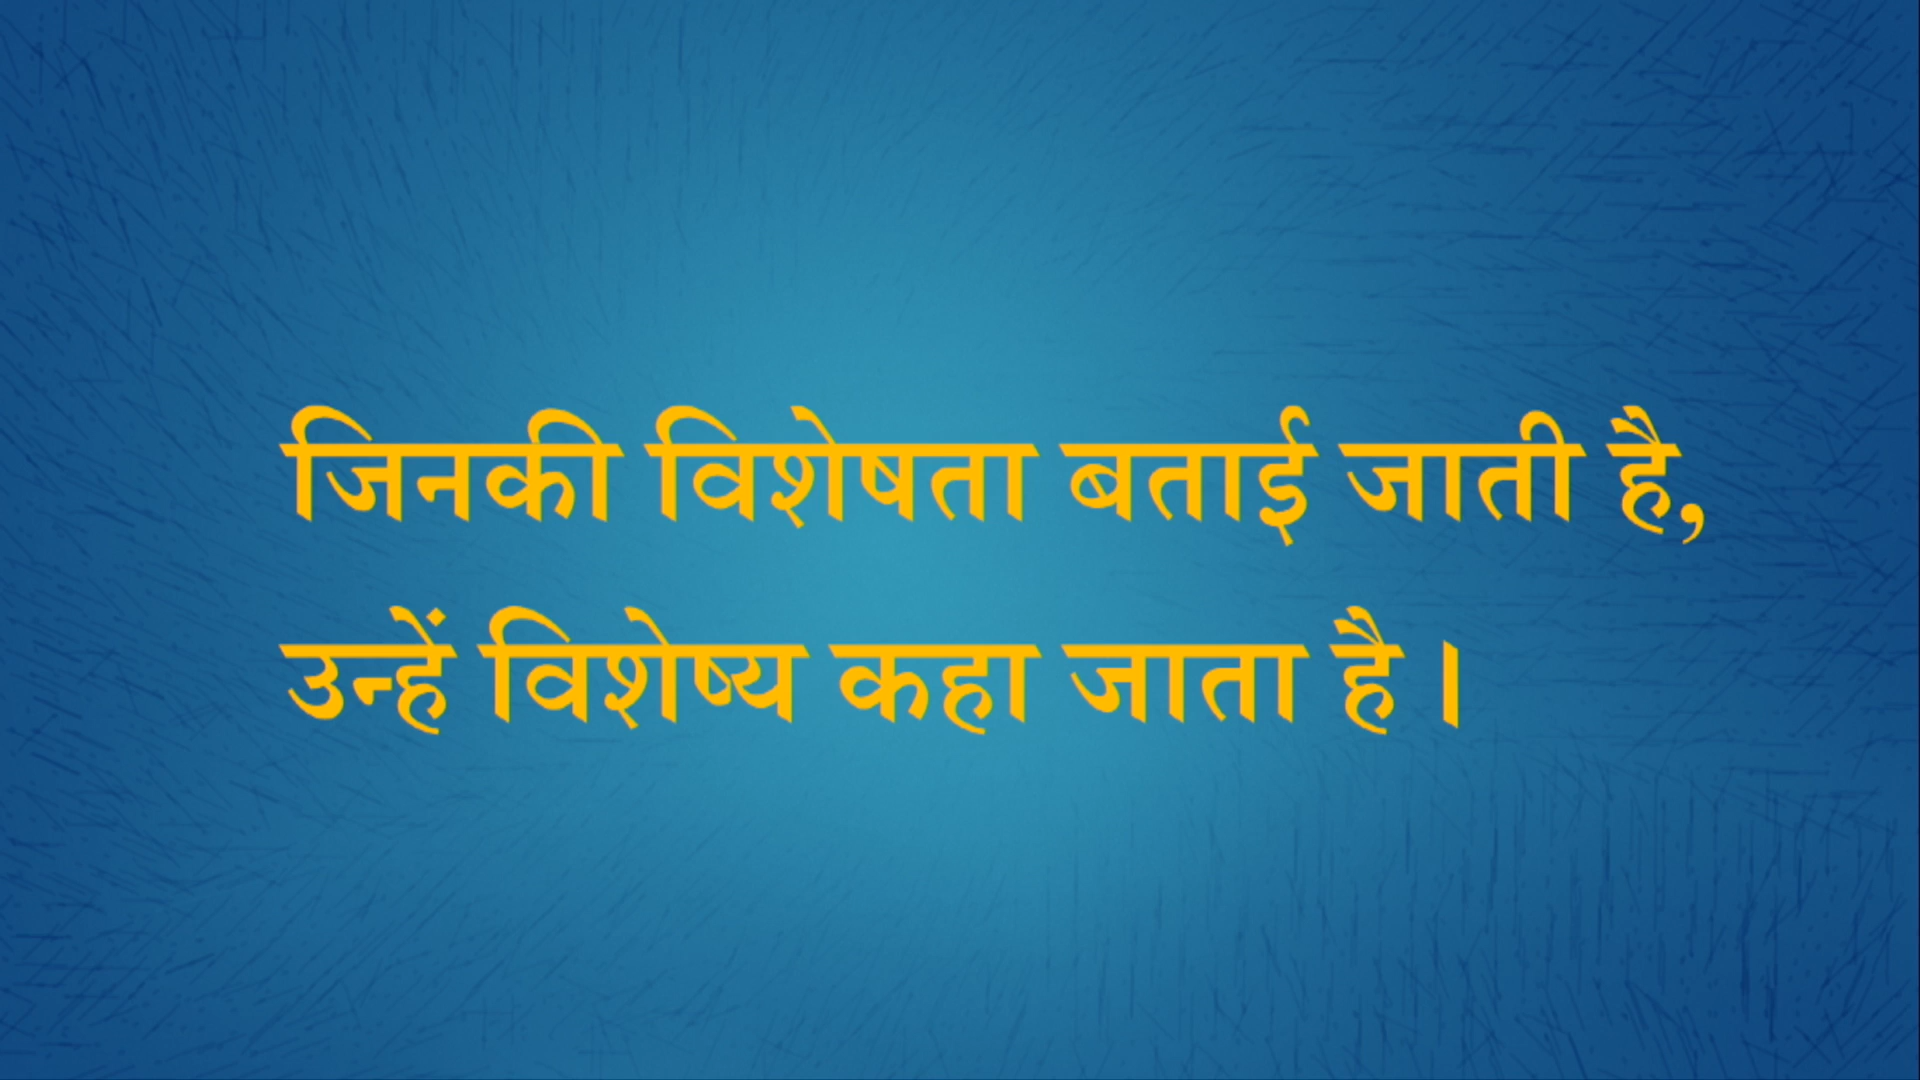 जिनकी विशेषता बताई जाती है,
उन्हें विशेष्य कहा जाता है ।